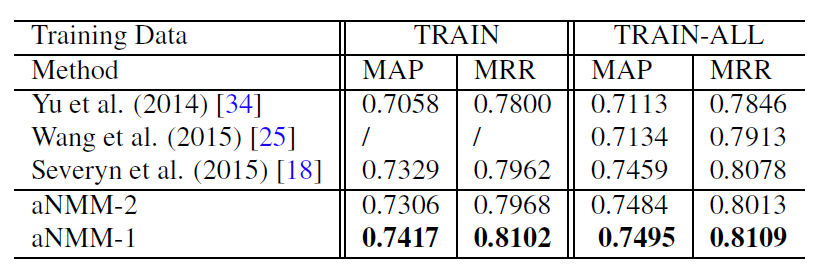 Training Data TRAIN TRAIN-ALL
Method MAP MRR MAP MRR
Yu et al. (2014) [34] 0.7058 0.7800 0.7113 0.7846
Wang et al. (2015) [25] / / 0.7134 0.7913
Severyn et al. (2015) [18] 0.7329 0.7962 0.7459 0.8078
aNMM-2 0.7306 0.7968 0.7484 0.8013
aNMM-1 0.7417 0.8102 0.7495 0.8109